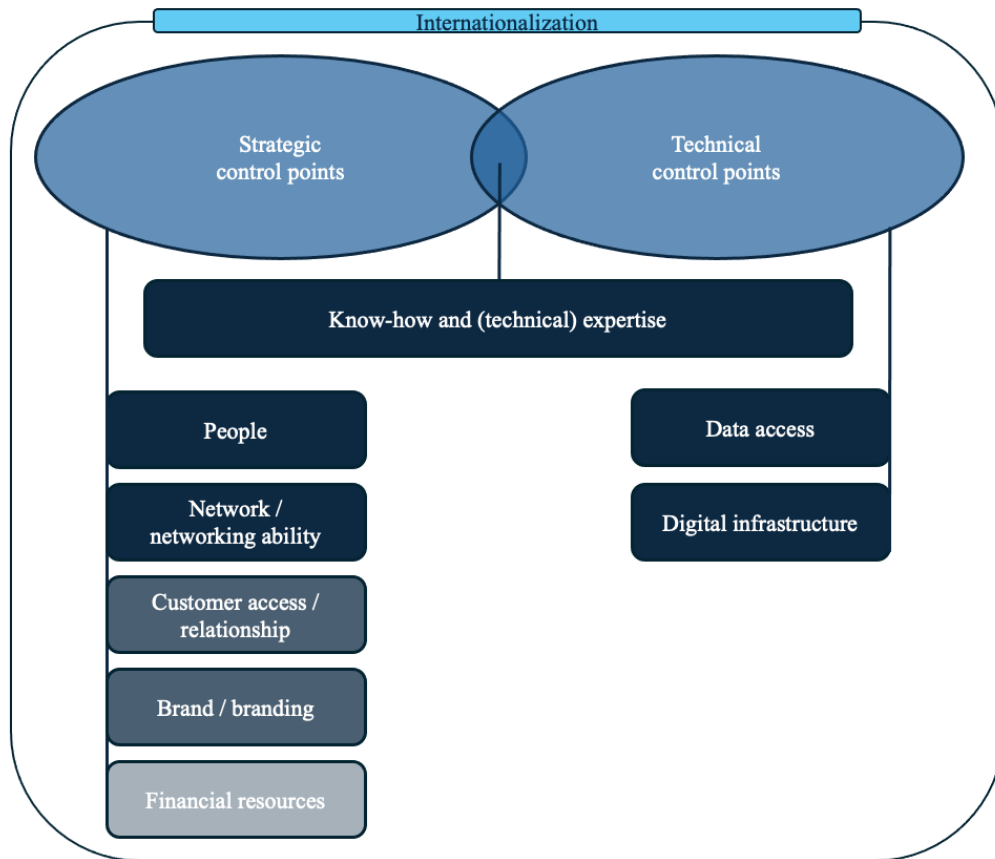 Internationalization
Strategic
control points
Technical
control points
Know-how and (technical) expertise
People
Data access
Network /
networking ability
Digital infrastructure
Customer access /
relationship
Brand / branding
Financial resources